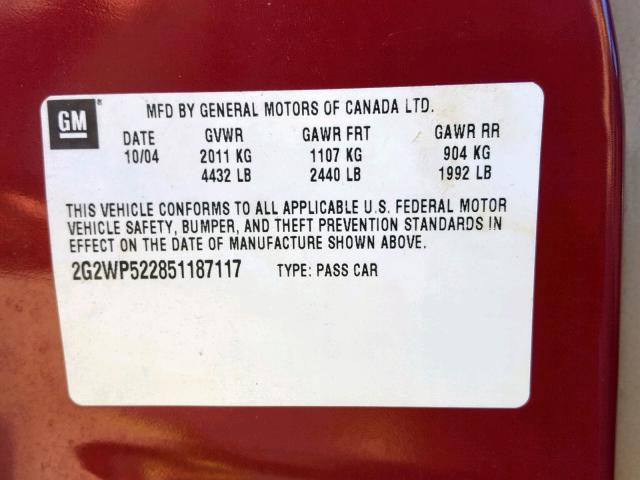 GM®
MFD BY GENERAL MOTORS OF CANADA LTD.
DATE GVWR GAWR FRT GAWR RR
10/04 2011 KG 1107 KG 904 KG
4432 LB 2440 LB 1992 LB
THIS VEHICLE CONFORMS TO ALL APPLICABLE U.S. FEDERAL MOTOR
VEHICLE SAFETY, BUMPER, AND THEFT PREVENTION STANDARDS IN
EFFECT ON THE DATE OF MANUFACTURE SHOWN ABOVE.
2G2WP522851187117 TYPE: PASS CAR